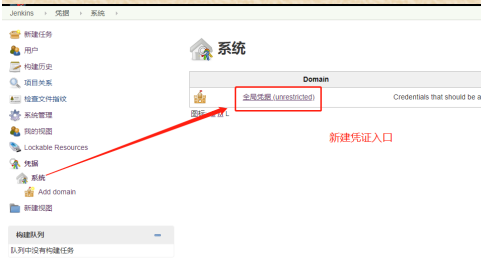 Jenkins › 凭据 › 系统 ›
新建任务
用户
构建历史
项目关系
检查文件指纹
系统管理
我的视图
Lockable Resources
凭据
系统
Add domain
新建视图
构建队列
队列中没有构建任务
系统
Domain
全局凭据 (unrestricted)
Credentials that should be a
图标:
L
新建凭证入口